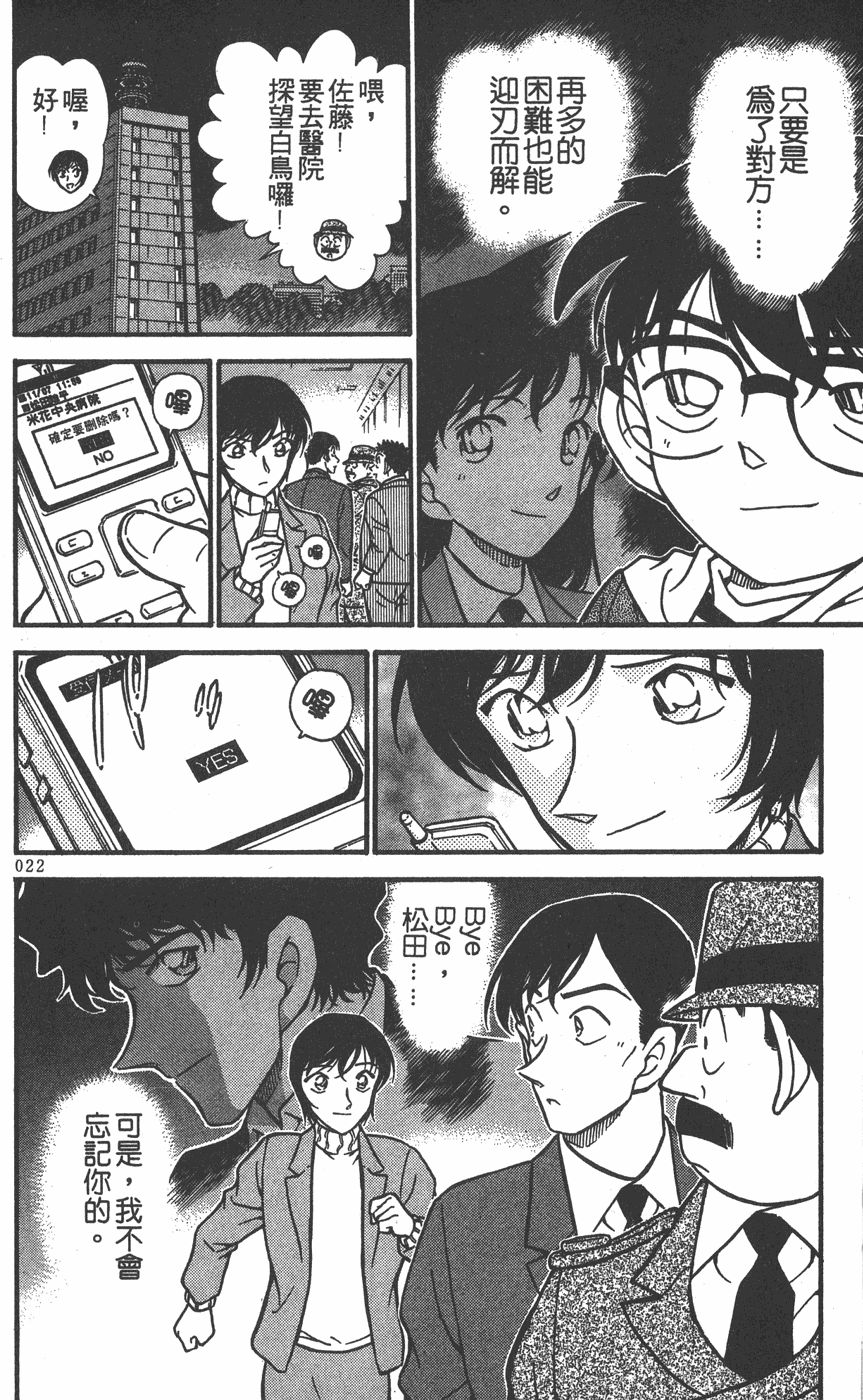 只要是
為了對方……
再多的
困難也能
迎刃而解。
喂，
佐藤！
要去醫院
探望白鳥囉！
喔，
好！
嗶
嗶
嗶
米花中央病院
確定要刪除嗎？
NO
嗶
YES
022
Bye
Bye，
松田……
可是，我不會
忘記你的。